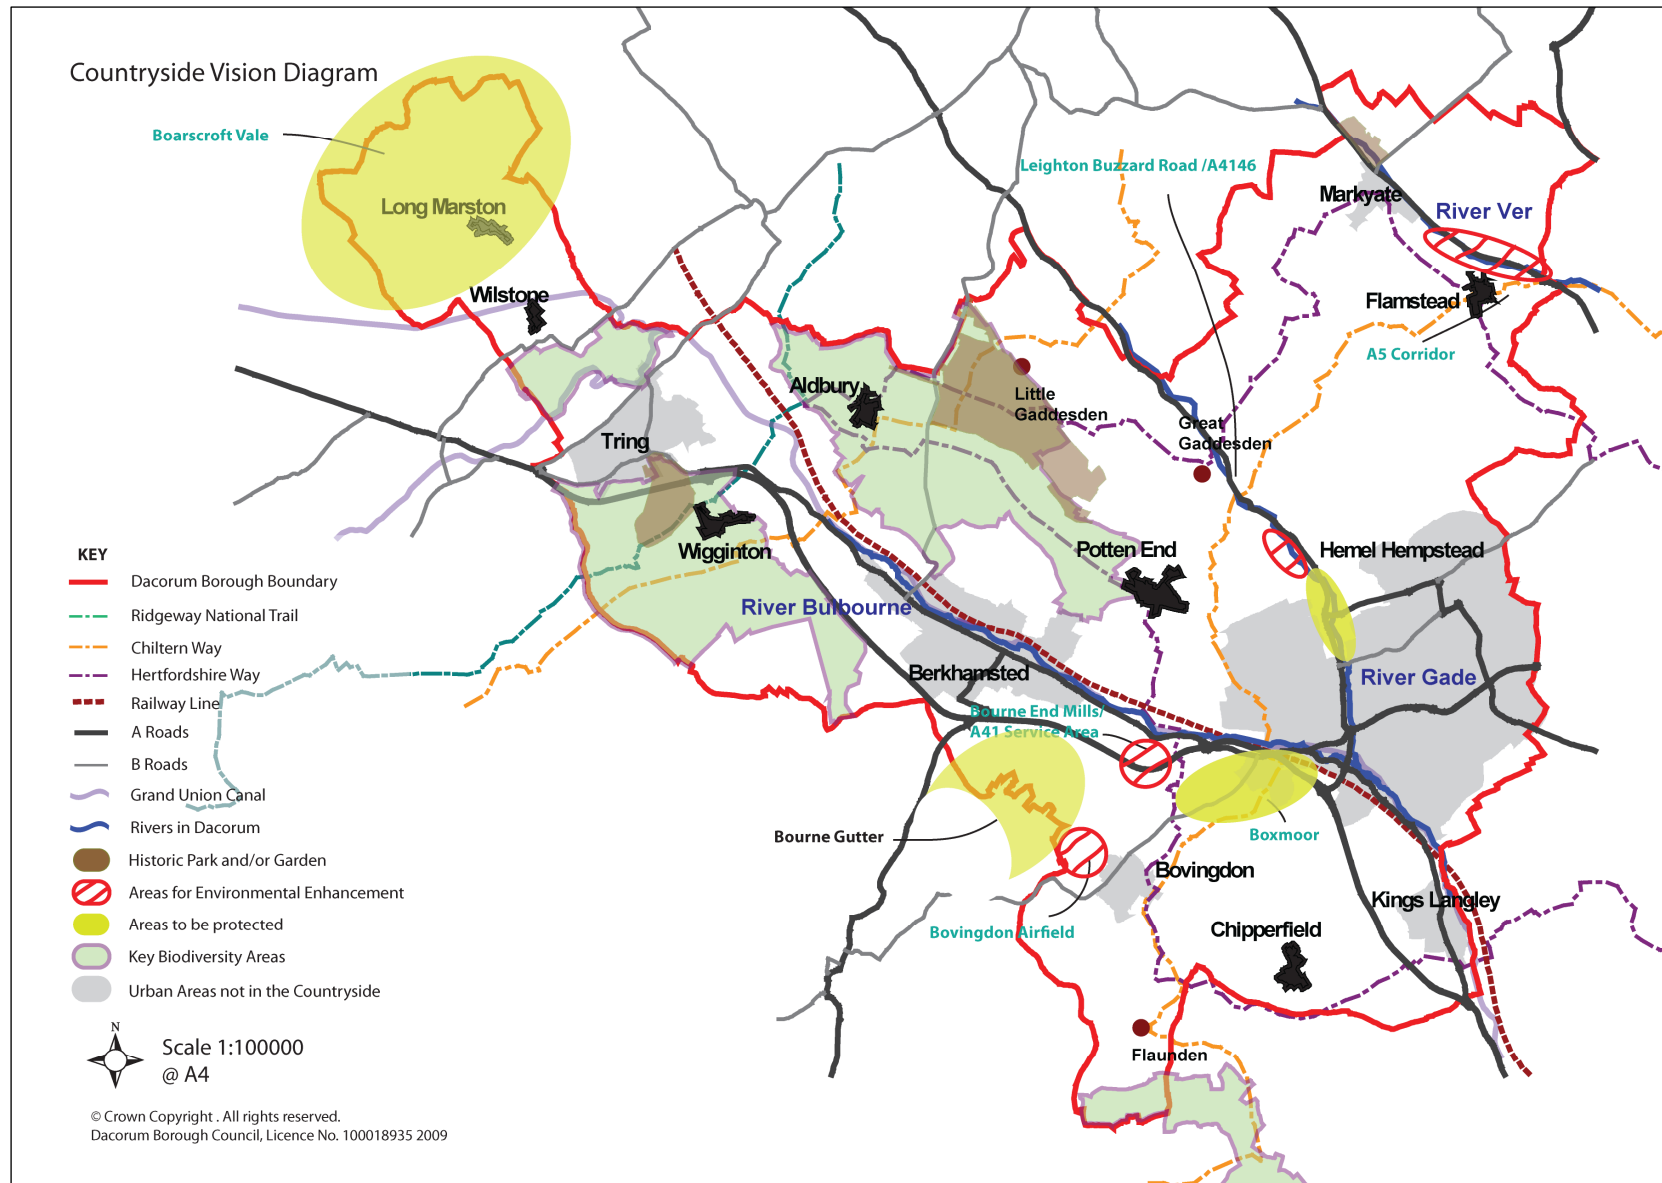 Countryside Vision Diagram
Boarscroft Vale
Long Marston
Wilstone
Leighton Buzzard Road /A4146
Markyate
River Ver
Flamstead
A5 Corridor
Aldbury
Little
Gaddesden
Great
Gaddesden
Tring
Wigginton
Potten End
Hemel Hempstead
River Bulbourne
Berkhamsted
River Gade
Bourne End Mills/
A41 Service Area
Bourne Gutter
Boxmoor
Bovingdon
Kings Langley
Bovingdon Airfield
Chipperfield
Flaunden
KEY
Dacorum Borough Boundary
Ridgeway National Trail
Chiltern Way
Hertfordshire Way
Railway Line
A Roads
B Roads
Grand Union Canal
Rivers in Dacorum
Historic Park and/or Garden
Areas for Environmental Enhancement
Areas to be protected
Key Biodiversity Areas
Urban Areas not in the Countryside
N
Scale 1:100000
@ A4
© Crown Copyright . All rights reserved.
Dacorum Borough Council, Licence No. 100018935 2009